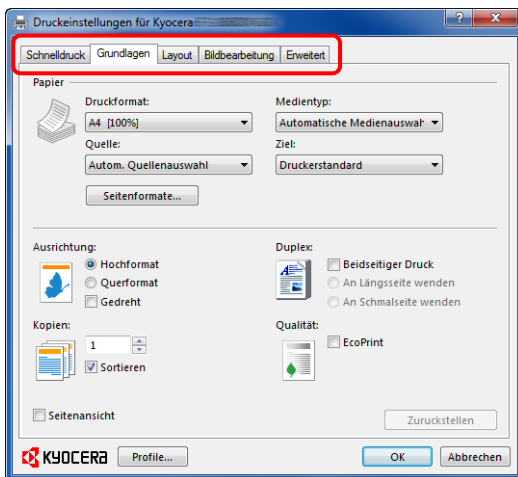 Druckeinstellungen für Kyocera
Schnelldruck Grundlagen Layout Bildbearbeitung Erweitert
Papier
Druckformat: Medientyp:
A4 [100%] Automatische Medienauswah
Quelle: Ziel:
Autom. Quellenauswahl Druckerstandard
Seitenformate...
Ausrichtung: Duplex:
Hochformat Beidseitiger Druck
Querformat An Längsseite wenden
Gedreht An Schmalseite wenden
Kopien: Qualität:
1 EcoPrint
Sortieren
Seitenansicht Zuruckstellen
KYOCERA Profile... OK Abbrechen